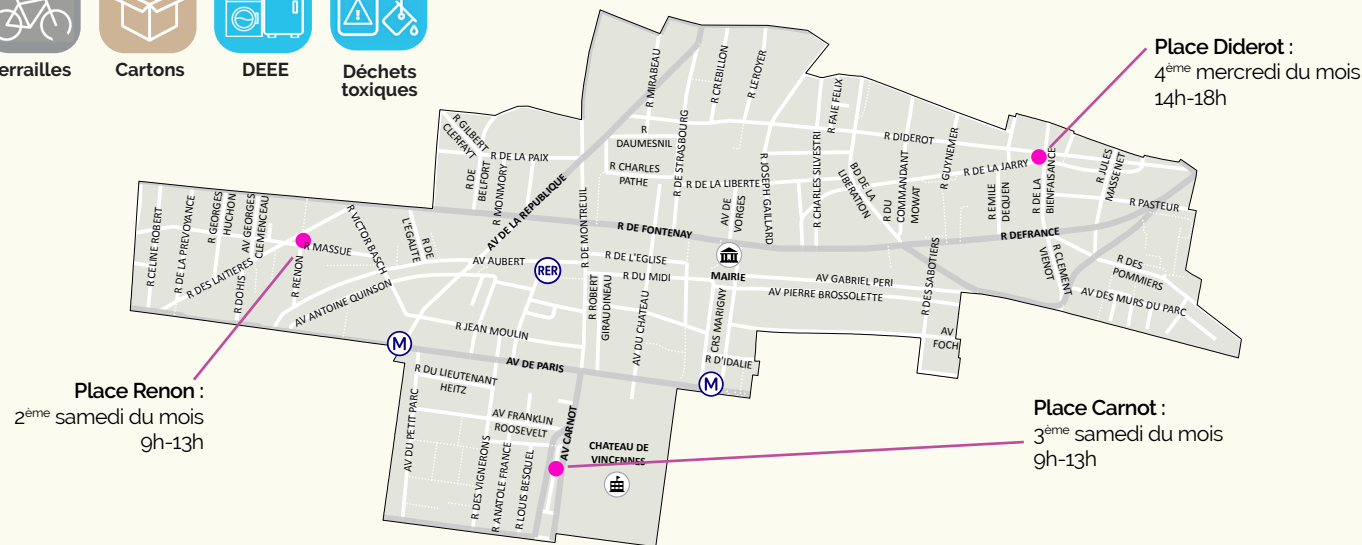 errailles
Cartons
DEEE
Déchets
toxiques
Place Diderot :
4ème mercredi du mois
14h-18h
R MIRABEAU
R CREBILLON
R LEROYER
R FAIE FELIX
R GILBERT
CLERFAYT
R
DAUMESNIL
R DE STRASBOURG
R DIDEROT
R GUYNEMER
R DE LA PAIX
R CHARLES
PATHE
R DE LA LIBERTE
R JOSEPH GAILLARD
R CHARLES SILVESTRI
BD DE LA
LIBERATION
R DU
COMMANDANT
MOWAT
R DE LA JARRY
R EMILE
DEQUEN
R DE LA
BIENFAISANCE
R JULES
MASSENET
R PASTEUR
R DE
BELFORT
R MONMORY
AV DE LA REPUBLIQUE
R DE MONTREUIL
AV DE
VORGES
R CELINE ROBERT
R DE LA PREVOYANCE
R GEORGES
HUCHON
AV GEORGES
CLEMENCEAU
R VICTOR BASCH
R DE
L'EGALITE
R DE FONTENAY
R DEFRANCE
R MASSUE
R DES LAITIERES
R DOHIS
R RENON
AV ANTOINE QUINSON
AV AUBERT
RER
R DE L'EGLISE
R DU MIDI
MAIRIE
AV GABRIEL PERI
AV PIERRE BROSSOLETTE
R DES SABOTIERS
R CLEMENT
VIENOT
R DES
POMMIERS
AV DES MURS DU PARC
R ROBERT
GIRAUDINEAU
AV DU CHATEAU
CRS MARIGNY
AV
FOCH
R JEAN MOULIN
M
AV DE PARIS
R D'IDALIE
M
R DU LIEUTENANT
HEITZ
AV DU PETIT PARC
AV FRANKLIN
ROOSEVELT
AV CARNOT
R DES VIGNERONS
R ANATOLE FRANCE
R LOUIS BESQUEL
CHATEAU DE
VINCENNES
Place Renon :
2ème samedi du mois
9h-13h
Place Carnot :
3ème samedi du mois
9h-13h